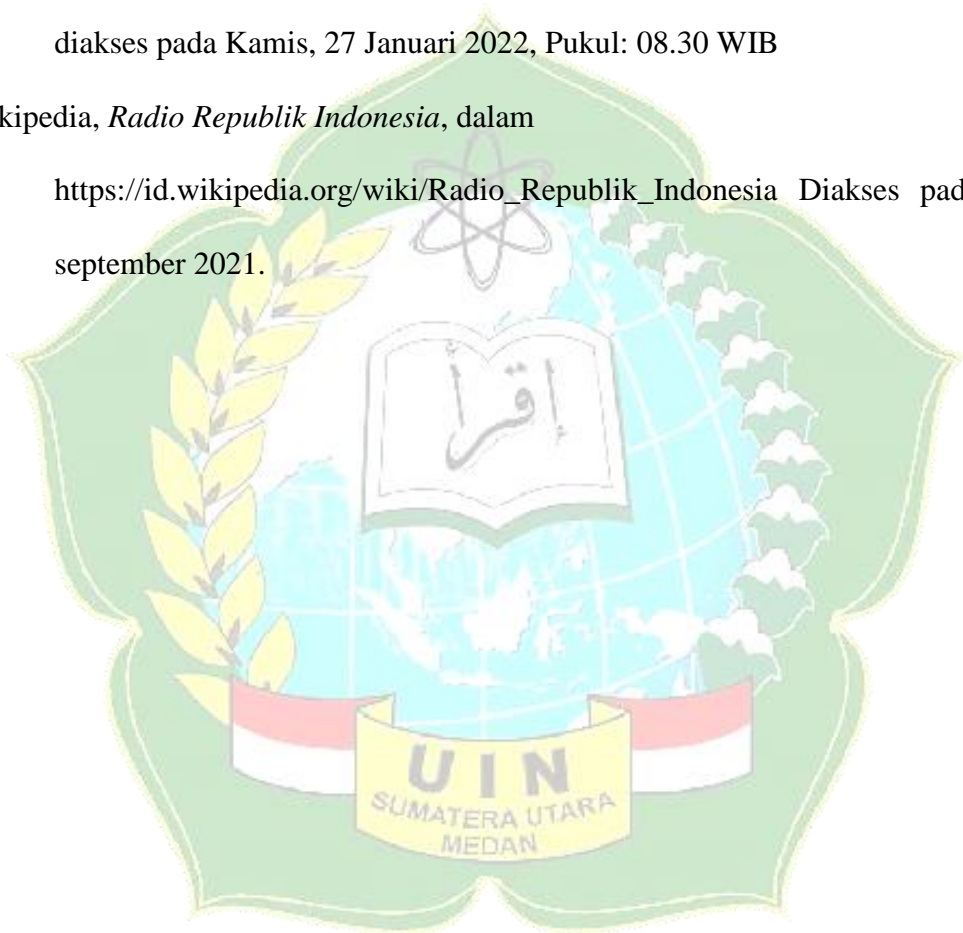 diakses pada Kamis, 27 Januari 2022, Pukul: 08.30 WIB
kipedia, Radio Republik Indonesia, dalam
https://id.wikipedia.org/wiki/Radio_Republik_Indonesia Diakses pad
september 2021.
إقرأ
UIN
SUMATERA UTARA
MEDAN